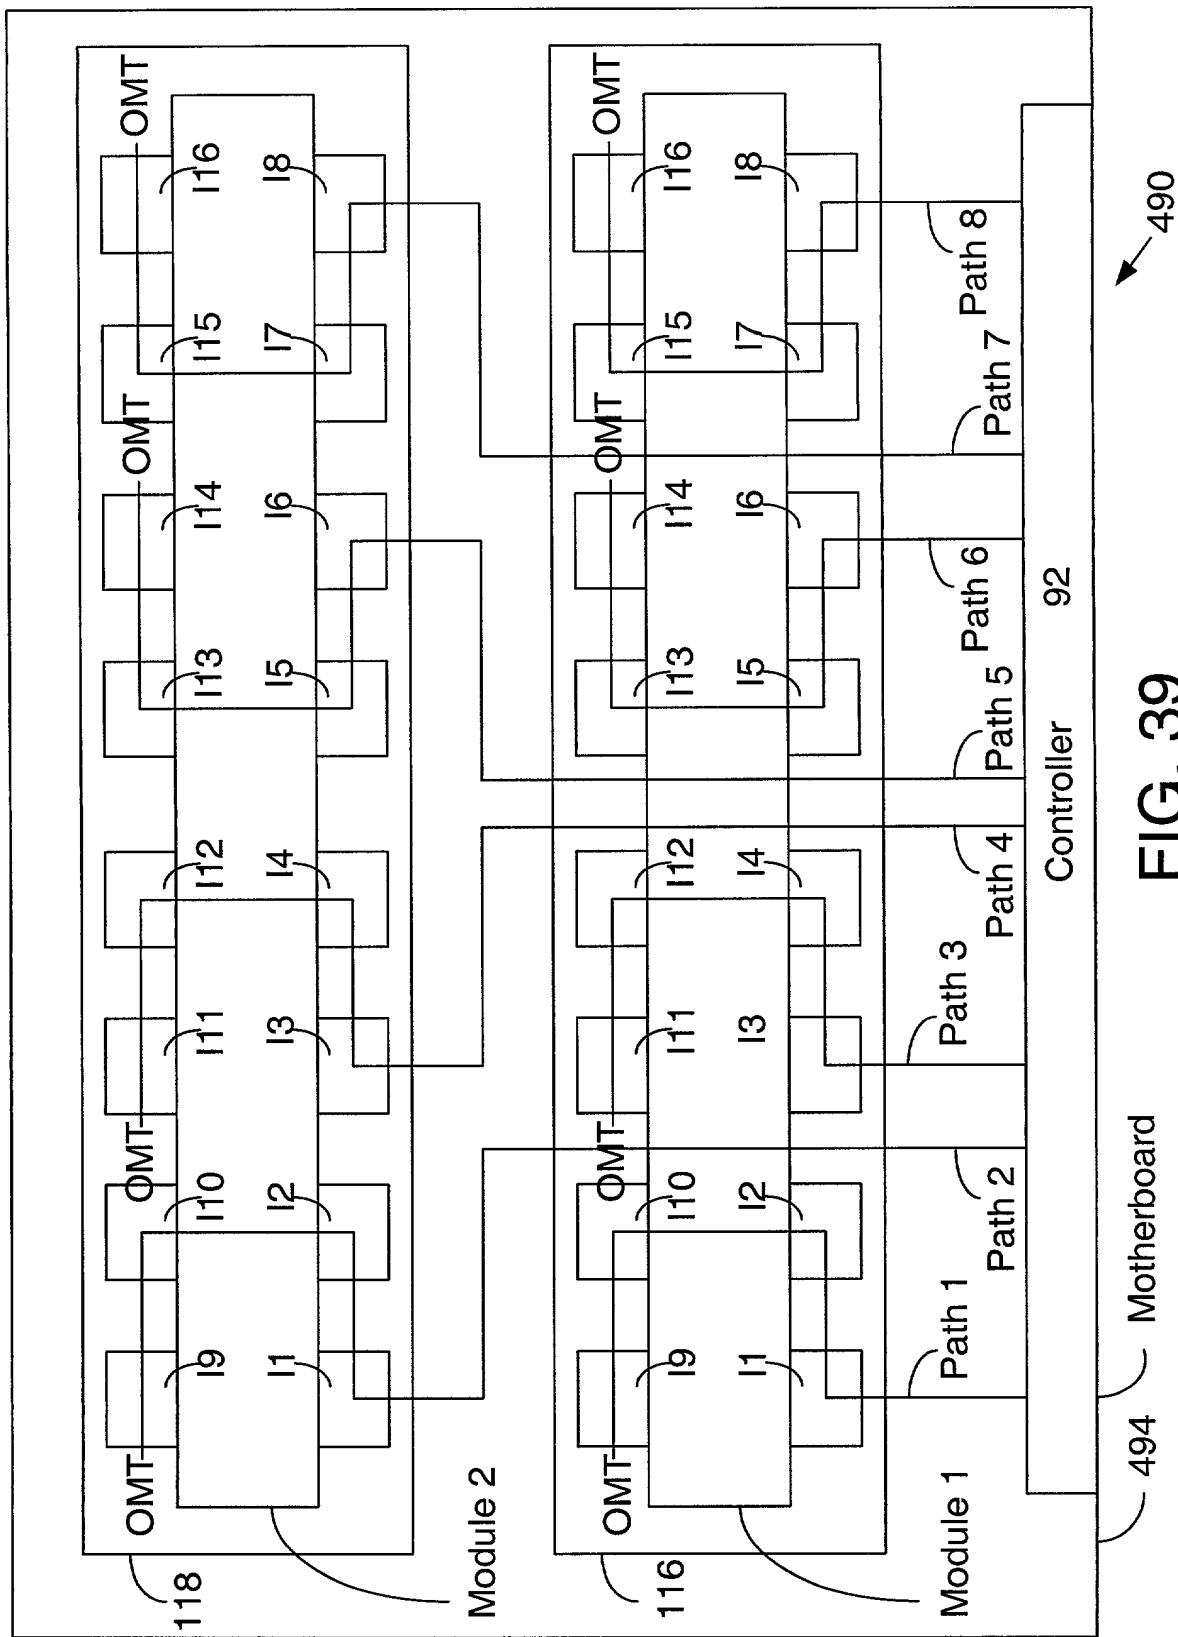 OMT
OMT
OMT
OMT
I9
I10
I11
I12
I13
I14
I15
I16
I1
I2
I3
I4
I5
I6
I7
I8
118
Module 2
OMT
OMT
OMT
OMT
I9
I10
I11
I12
I13
I14
I15
I16
I1
I2
I3
I4
I5
I6
I7
I8
116
Module 1
Path 1
Path 2
Path 3
Path 4
Path 5
Path 6
Path 7
Path 8
Controller 92
494
Motherboard
490
FIG. 39